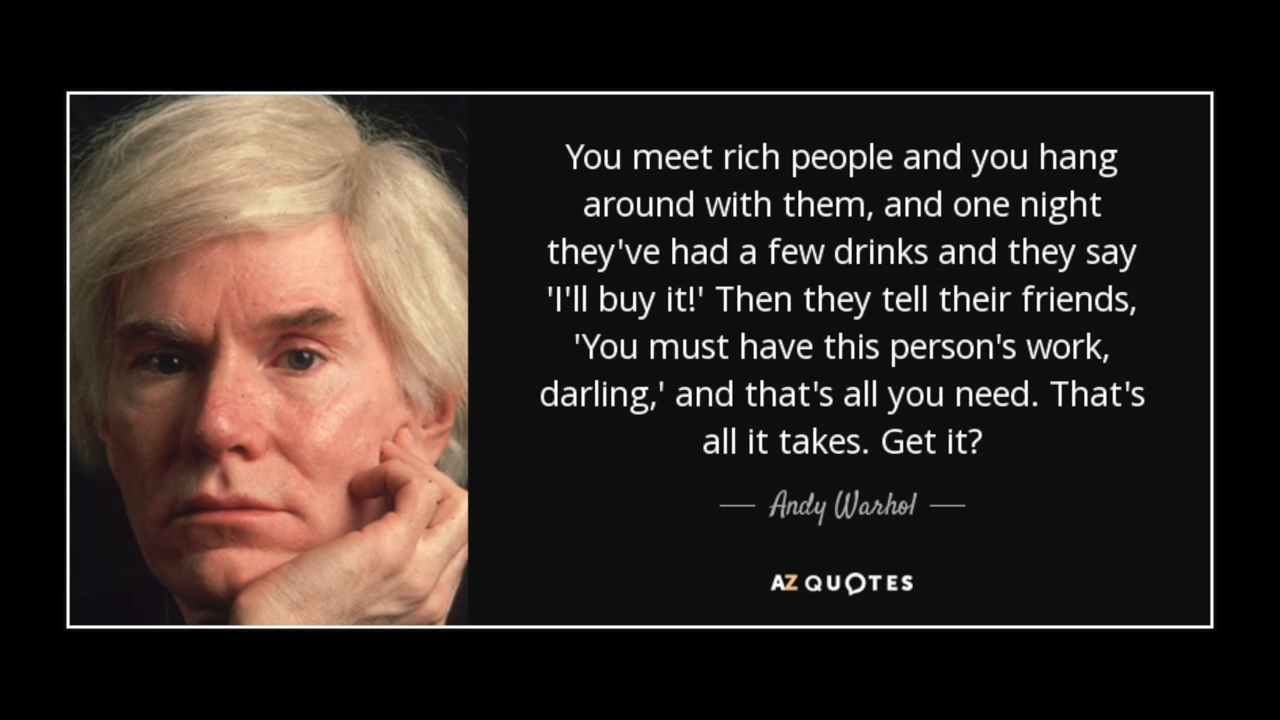 You meet rich people and you hang
around with them, and one night
they've had a few drinks and they say
'I'll buy it!' Then they tell their friends,
'You must have this person's work,
darling,' and that's all you need. That's
all it takes. Get it?
Andy Warhol
AZ QUOTES